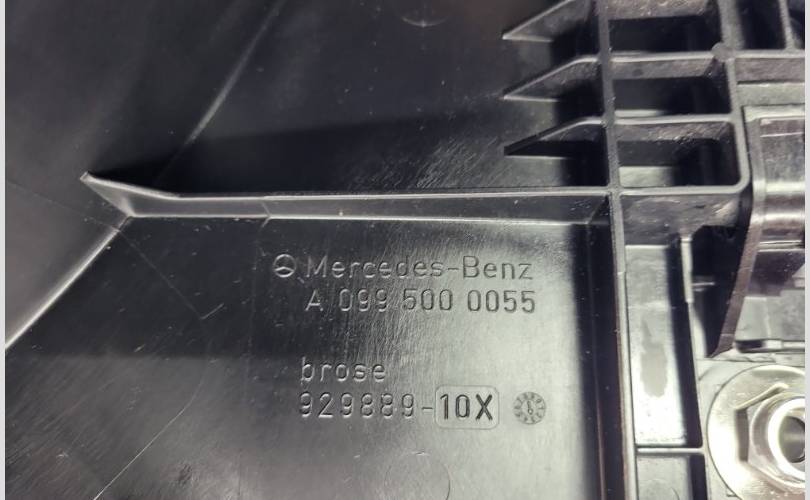 Mercedes-Benz
A 099 500 0055
brose
929889-10X